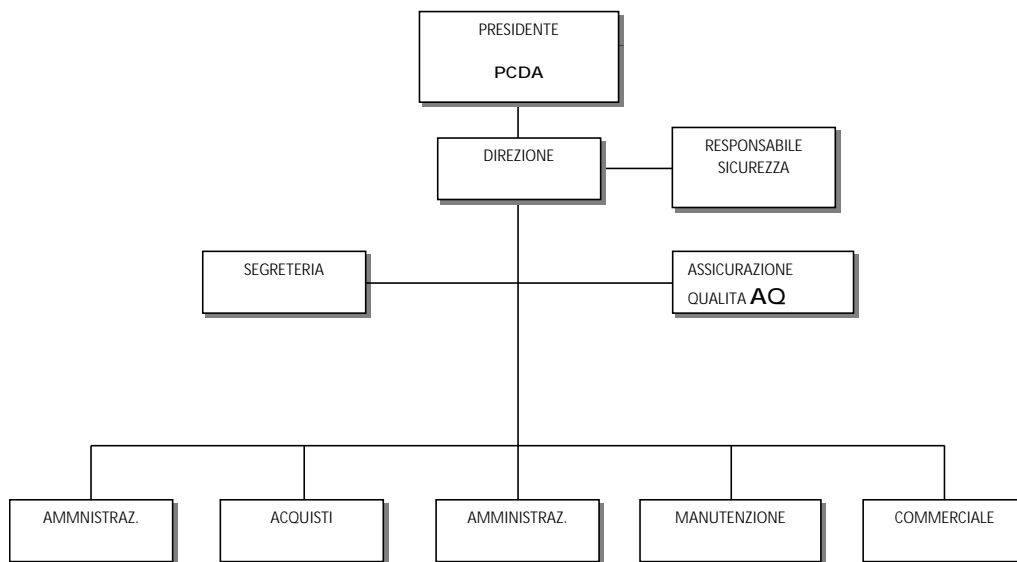 PRESIDENTE
PCDA
DIREZIONE
RESPONSABILE
SICUREZZA
SEGRETERIA
ASSICURAZIONE
QUALITA AQ
AMMNISTRAZ.
ACQUISTI
AMMINISTRAZ.
MANUTENZIONE
COMMERCIALE